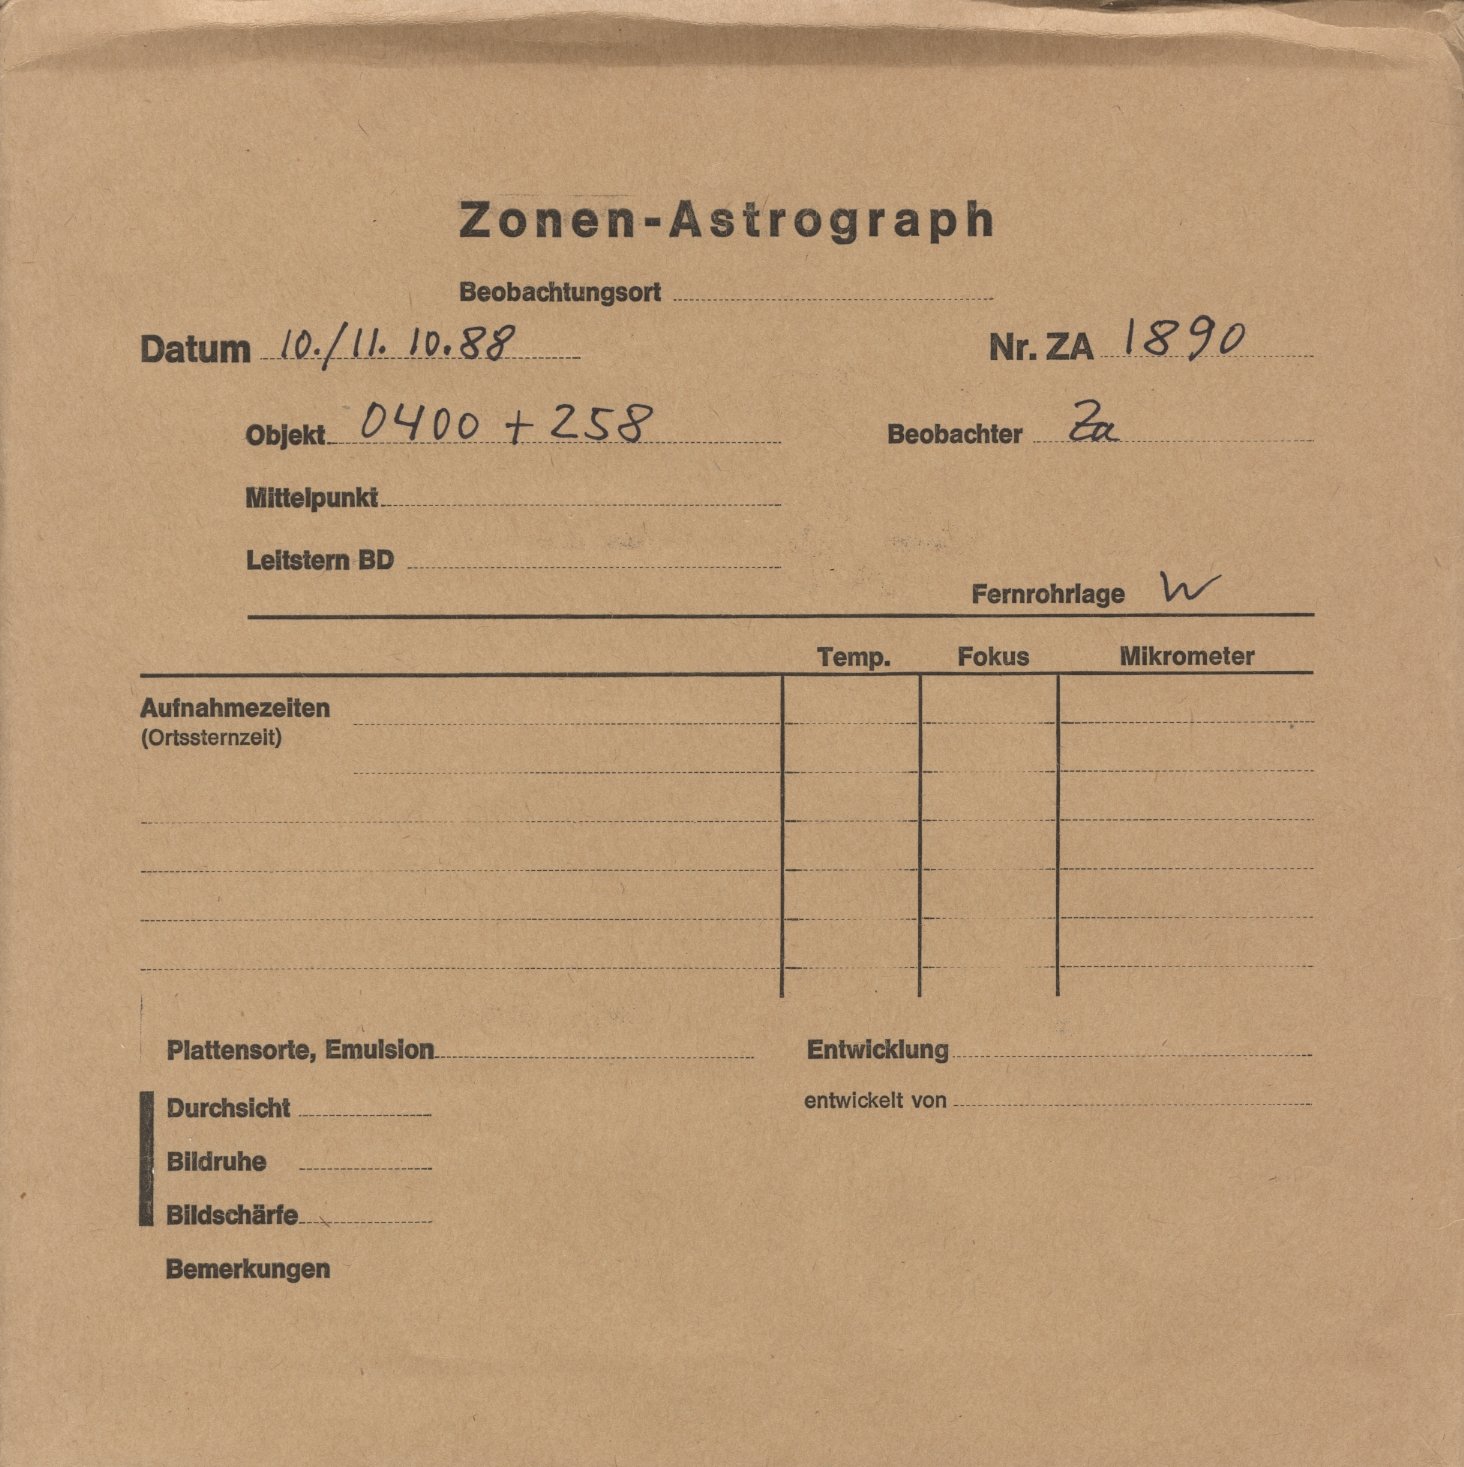 Zonen-Astrograph
Beobachtungsort
Datum 10./11. 10.88 Nr. ZA 1890
Objekt 0400 + 258 Beobachter Za
Mittelpunkt
Leitstern BD
Fernrohrlage W
Temp. Fokus Mikrometer
Aufnahmezeiten
(Ortssternzeit)
Plattensorte, Emulsion Entwicklung
Durchsicht entwickelt von
Bildruhe
Bildschärfe
Bemerkungen